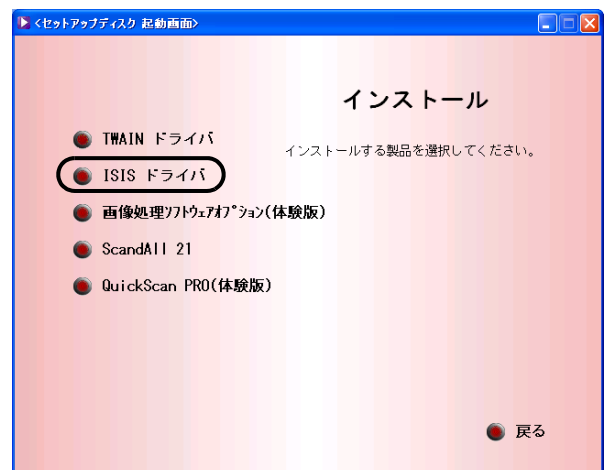 <セットアップディスク 起動画面>
インストール
インストールする製品を選択してください。
TWAIN ドライバ
ISIS ドライバ
画像処理ソフトウェアオプション(体験版)
ScandAll 21
QuickScan PRO(体験版)
戻る